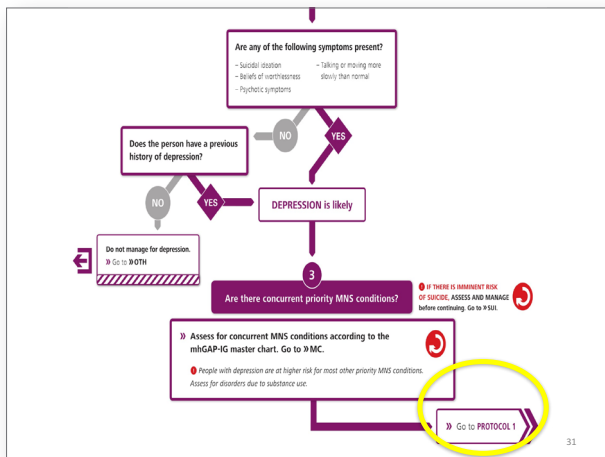 Are any of the following symptoms present?
– Suicidal ideation
– Beliefs of worthlessness
– Psychotic symptoms
– Talking or moving more
slowly than normal
NO
YES
Does the person have a previous
history of depression?
NO
YES
DEPRESSION is likely
Do not manage for depression.
» Go to » OTH
3
Are there concurrent priority MNS conditions?
IF THERE IS IMMINENT RISK
OF SUICIDE, ASSESS AND MANAGE
before continuing. Go to » SUI.
» Assess for concurrent MNS conditions according to the
mhGAP-IG master chart. Go to » MC.
People with depression are at higher risk for most other priority MNS conditions.
Assess for disorders due to substance use.
» Go to PROTOCOL 1
31